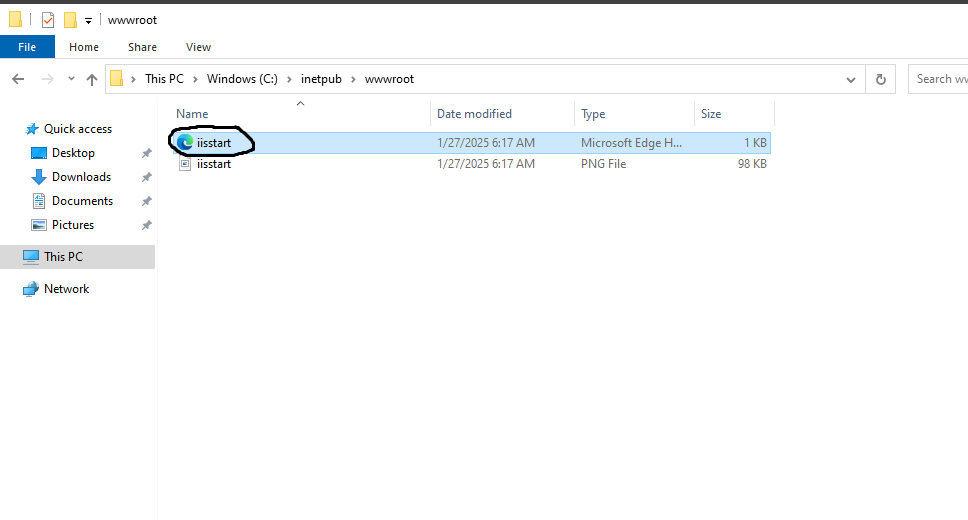 wwwroot
File Home Share View
This PC Windows (C:) inetpub wwwroot
Search ww
Name Date modified Type Size
Quick access
iisstart 1/27/2025 6:17 AM Microsoft Edge H... 1 KB
Desktop
iisstart 1/27/2025 6:17 AM PNG File 98 KB
Downloads
Documents
Pictures
This PC
Network